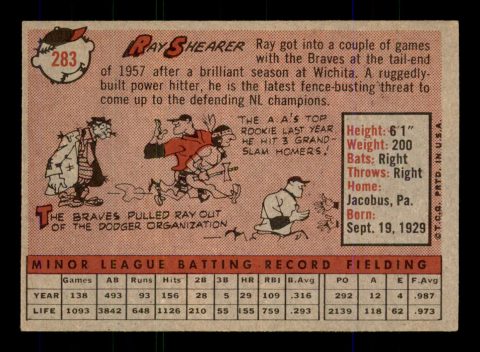 283
RAY SHEARER Ray got into a couple of games
with the Braves at the tail-end
of 1957 after a brilliant season at Wichita. A ruggedly-
built power hitter, he is the latest fence-busting threat to
come up to the defending NL champions.
THE A.A.'S TOP
ROOKIE LAST YEAR,
HE HIT 3 GRAND-
SLAM HOMERS!
THE BRAVES PULLED RAY OUT
OF THE DODGER ORGANIZATION
Height: 6'1"
Weight: 200
Bats: Right
Throws: Right
Home:
Jacobus, Pa.
Born:
Sept. 19, 1929
© T.C.G. PRTD. IN U.S.A.
MINOR LEAGUE BATTING RECORD FIELDING
Games AB Runs Hits 2B 3B HR RBI B.Avg PO A E F.Avg
YEAR 138 493 93 156 28 5 29 109 .316 292 12 4 .987
LIFE 1093 3842 648 1126 210 55 155 759 .293 2139 118 62 .973